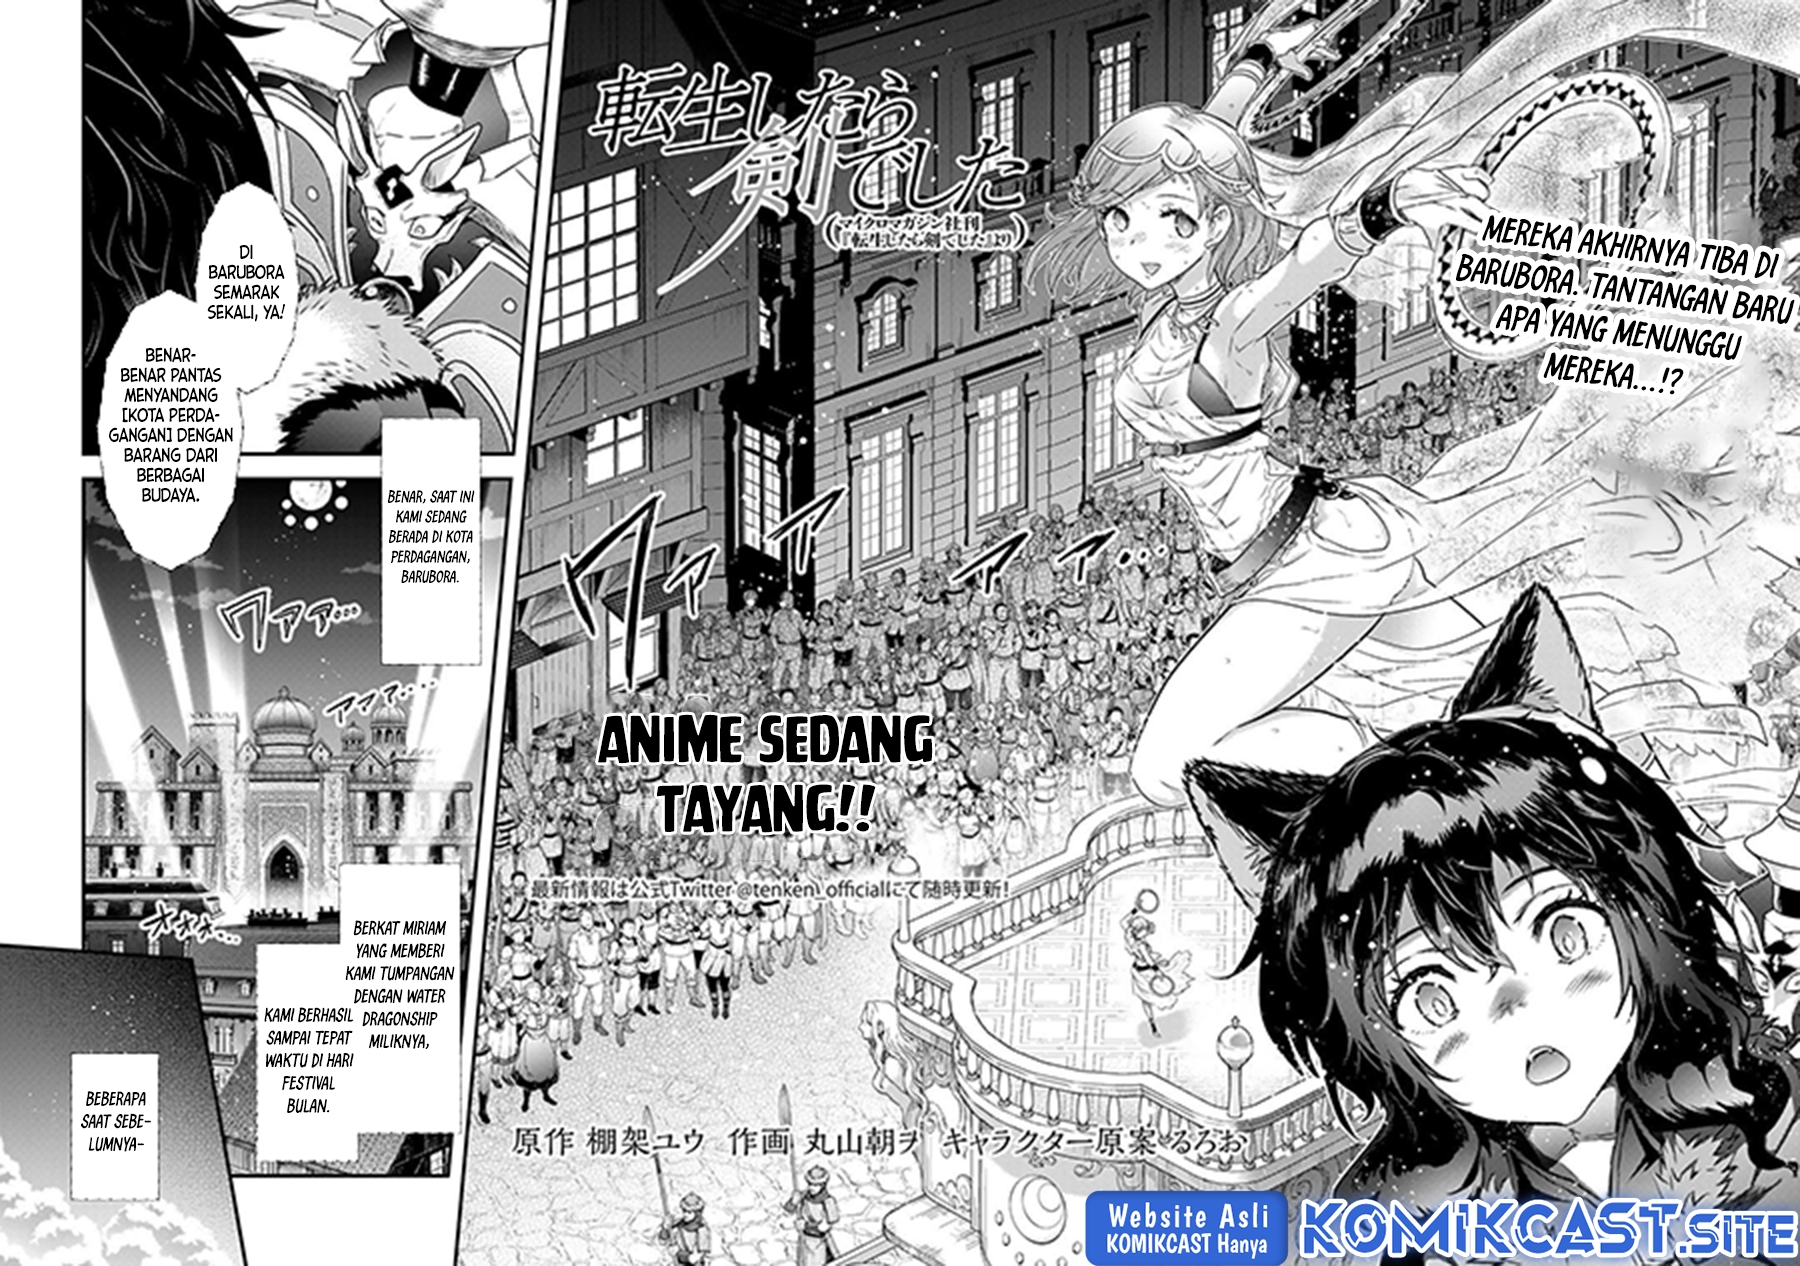 転生したら
剣でした
(マイクロマガジン社刊
『転生したら剣でした』より)
MEREKA AKHIRNYA TIBA DI
BARUBORA. TANTANGAN BARU
APA YANG MENUNGGU
MEREKA...!?
ワァァァ...
ANIME SEDANG
TAYANG!!
最新情報は公式Twitter @tenken_officialにて随時更新!
原作 棚架ユウ 作画 丸山朝ヲ キャラクター原案 るろお
DI
BARUBORA
SEMARAK
SEKALI, YA!
BENAR-
BENAR PANTAS
MENYANDANG
[KOTA PERDA-
GANGAN] DENGAN
BARANG DARI
BERBAGAI
BUDAYA.
BENAR, SAAT INI
KAMI SEDANG
BERADA DI KOTA
PERDAGANGAN,
BARUBORA.
ワァァ...
ァァァ...
オオオ...
BERKAT MIRIAM
YANG MEMBERI
KAMI TUMPANGAN
DENGAN WATER
DRAGONSHIP
MILIKNYA,
KAMI BERHASIL
SAMPAI TEPAT
WAKTU DI HARI
FESTIVAL
BULAN.
BEBERAPA
SAAT SEBE-
LUMNYA-
Website Asli
KOMIKCAST Hanya
KOMIKCAST.SITE